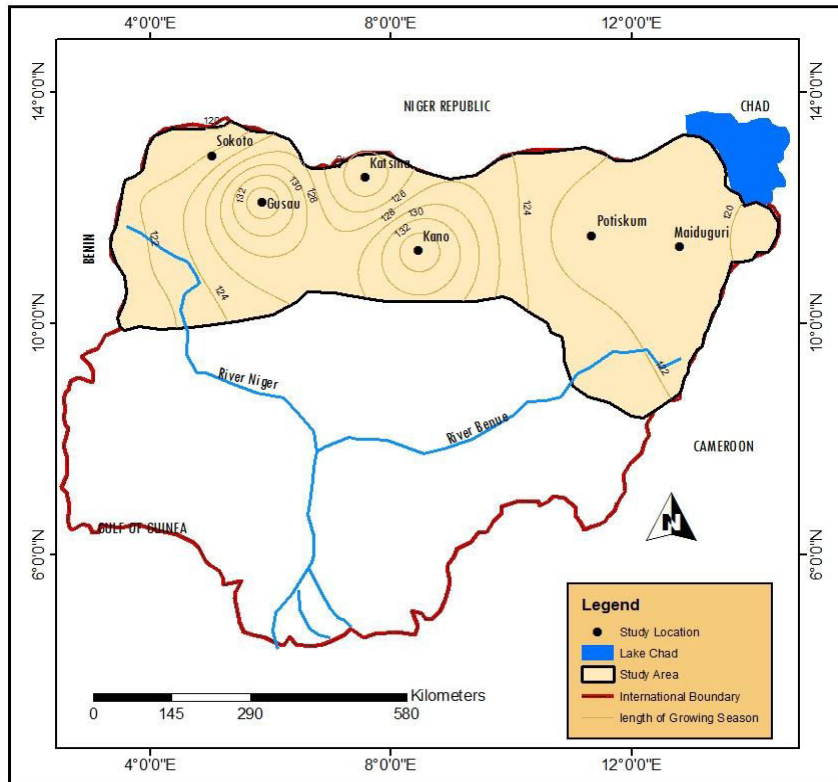 4°0'0"E
8°0'0"E
12°0'0"E
14°0'0"N
14°0'0"N
NIGER REPUBLIC
CHAD
120
Sokoto
Katsina
130
128
132
Gusau
126
128
130
132
Kano
124
Potiskum
120
Maiduguri
BENIN
122
124
10°0'0"N
10°0'0"N
122
River Niger
River Benue
CAMEROON
N
GULF OF GUINEA
6°0'0"N
6°0'0"N
Legend
Study Location
Lake Chad
Study Area
International Boundary
length of Growing Season
Kilometers
0 145 290 580
4°0'0"E
8°0'0"E
12°0'0"E